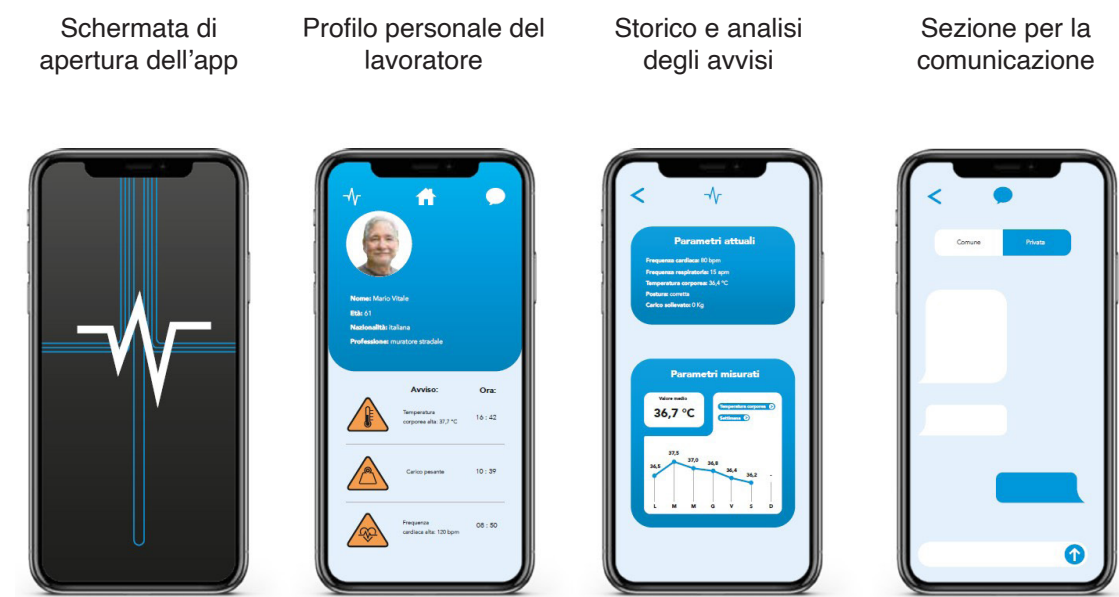 Schermata di
apertura dell'app
Profilo personale del
lavoratore
Storico e analisi
degli avvisi
Sezione per la
comunicazione
Nome: Mario Vitale
Età: 61
Nazionalità: italiana
Professione: muratore stradale
Avviso:
Ora:
Temperatura
corporea alta: 37,7 °C
16 : 42
Carico pesante
10 : 39
Frequenza
cardiaca alta: 120 bpm
08 : 50
Parametri attuali
Frequenza cardiaca: 80 bpm
Frequenza respiratoria: 15 apm
Temperatura corporea: 36,4 °C
Postura: corretta
Carico sollevato: 0 Kg
Parametri misurati
Valore medio
36,7 °C
Temperatura corporea
Settimana
36,5
37,5
37,0
36,8
36,4
36,2
-
L M M G V S D
Comune
Privata